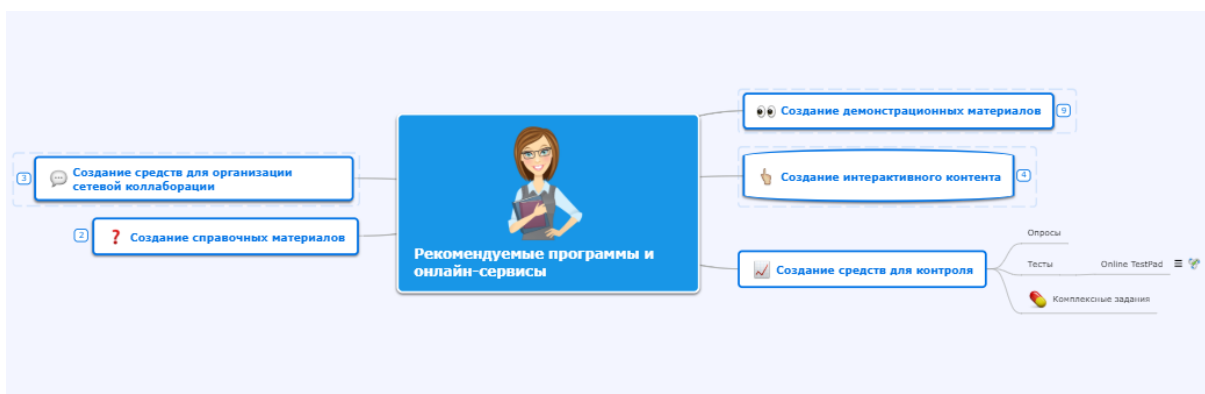 Рекомендуемые программы и
онлайн-сервисы
Создание демонстрационных материалов
9
Создание интерактивного контента
4
Создание средств для контроля
Опросы
Тесты
Online TestPad
Комплексные задания
3
Создание средств для организации
сетевой коллаборации
2
Создание справочных материалов